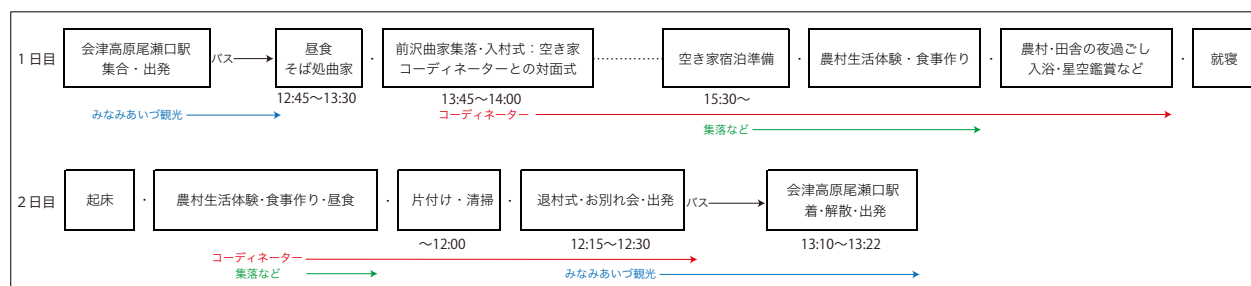 1日目
会津高原尾瀬口駅
集合・出発
バス
昼食
そば処曲家
12:45～13:30
・
前沢曲家集落・入村式：空き家
コーディネーターとの対面式
13:45～14:00
空き家宿泊準備
15:30～
・
農村生活体験・食事作り
・
農村・田舎の夜過ごし
入浴・星空鑑賞など
・
就寝
みなみあいづ観光
コーディネーター
集落など
2日目
起床
・
農村生活体験・食事作り・昼食
・
片付け・清掃
～12:00
・
退村式・お別れ会・出発
12:15～12:30
バス
会津高原尾瀬口駅
着・解散・出発
13:10～13:22
コーディネーター
集落など
みなみあいづ観光